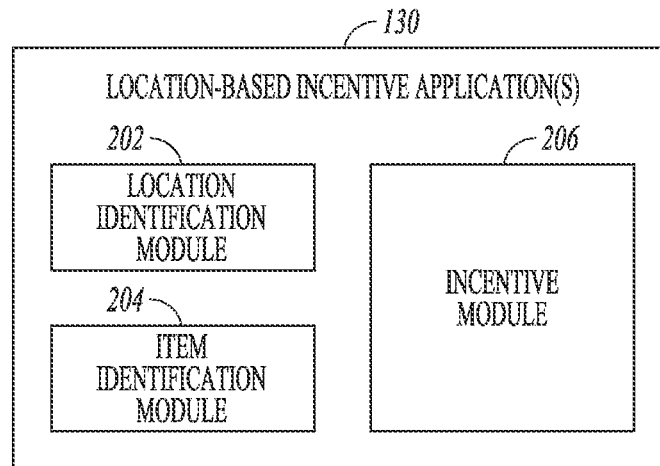 130
LOCATION-BASED INCENTIVE APPLICATION(S)
202
LOCATION
IDENTIFICATION
MODULE
204
ITEM
IDENTIFICATION
MODULE
206
INCENTIVE
MODULE